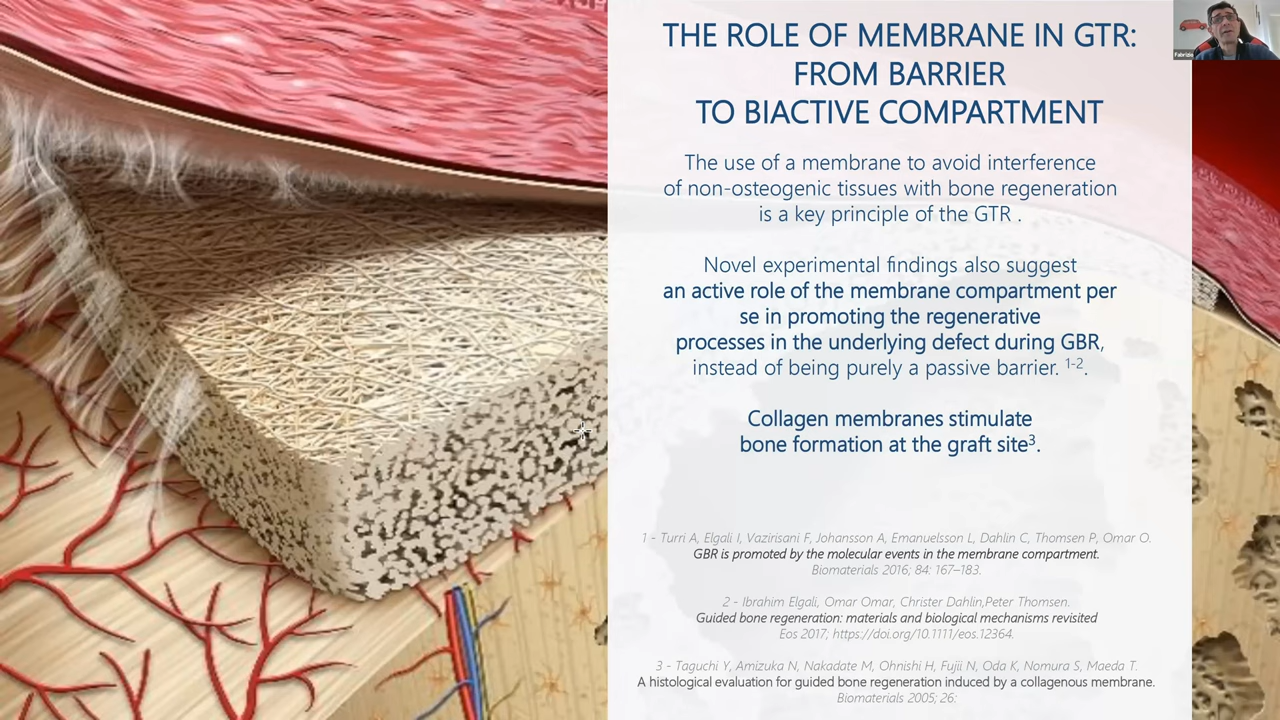 THE ROLE OF MEMBRANE IN GTR:
FROM BARRIER
TO BIACTIVE COMPARTMENT
The use of a membrane to avoid interference
of non-osteogenic tissues with bone regeneration
is a key principle of the GTR .
Novel experimental findings also suggest
an active role of the membrane compartment per
se in promoting the regenerative
processes in the underlying defect during GBR,
instead of being purely a passive barrier. 1-2.
Collagen membranes stimulate
bone formation at the graft site3.
1 - Turri A, Elgali I, Vazirisani F, Johansson A, Emanuelsson L, Dahlin C, Thomsen P, Omar O.
GBR is promoted by the molecular events in the membrane compartment.
Biomaterials 2016; 84: 167–183.
2 - Ibrahim Elgali, Omar Omar, Christer Dahlin,Peter Thomsen.
Guided bone regeneration: materials and biological mechanisms revisited
Eos 2017; https://doi.org/10.1111/eos.12364.
3 - Taguchi Y, Amizuka N, Nakadate M, Ohnishi H, Fujii N, Oda K, Nomura S, Maeda T.
A histological evaluation for guided bone regeneration induced by a collagenous membrane.
Biomaterials 2005; 26: